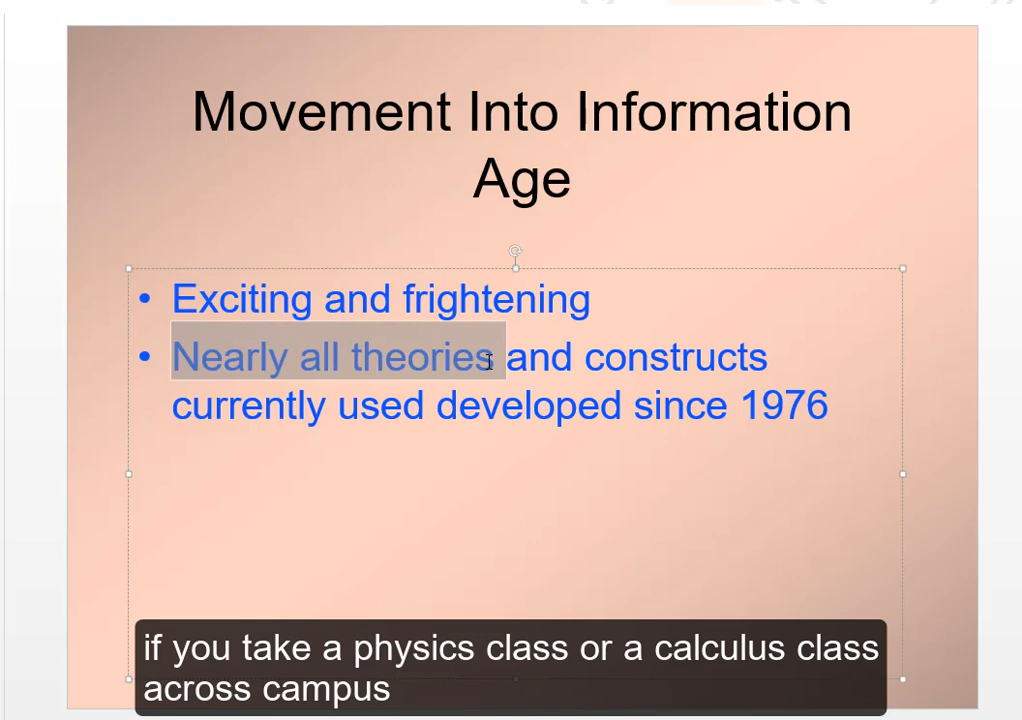 Movement Into Information
Age
• Exciting and frightening
• Nearly all theories and constructs
currently used developed since 1976
if you take a physics class or a calculus class
across campus